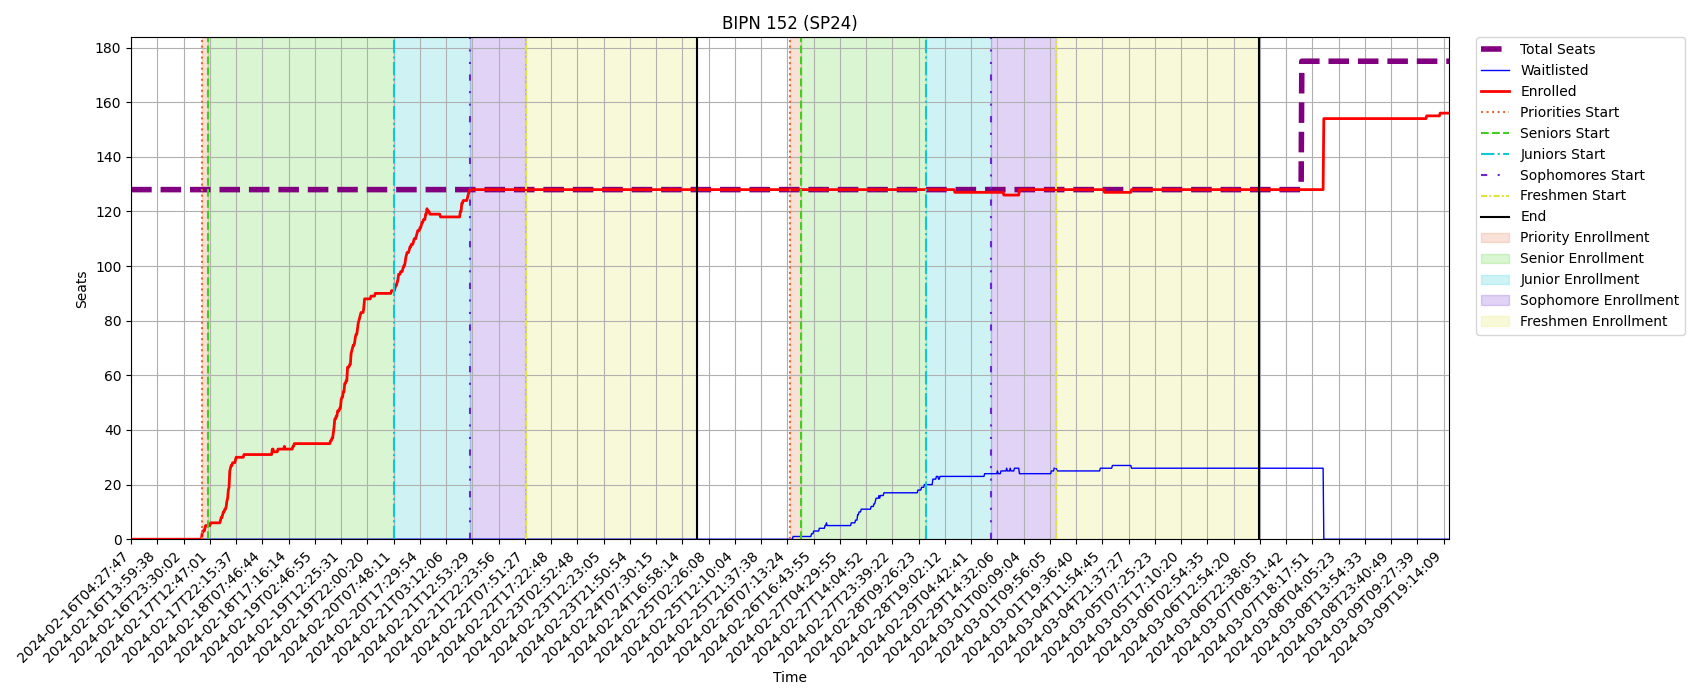 BIPN 152 (SP24)
Seats
180
160
140
120
100
80
60
40
20
0
2024-02-16T04:27:47
2024-02-16T13:59:38
2024-02-16T23:30:02
2024-02-17T12:47:01
2024-02-17T22:15:37
2024-02-18T07:46:44
2024-02-18T17:16:14
2024-02-19T02:46:55
2024-02-19T12:25:31
2024-02-19T22:00:20
2024-02-20T07:48:11
2024-02-20T17:29:54
2024-02-21T03:12:06
2024-02-21T12:53:29
2024-02-21T22:23:56
2024-02-22T07:51:27
2024-02-22T17:22:48
2024-02-23T02:52:48
2024-02-23T12:23:05
2024-02-23T21:50:54
2024-02-24T07:30:15
2024-02-24T16:58:14
2024-02-25T02:26:08
2024-02-25T12:10:04
2024-02-25T21:37:38
2024-02-26T07:13:24
2024-02-26T16:43:55
2024-02-27T04:29:55
2024-02-27T14:04:52
2024-02-27T23:39:22
2024-02-28T09:26:23
2024-02-28T19:02:12
2024-02-29T04:42:41
2024-02-29T14:32:06
2024-03-01T00:09:04
2024-03-01T09:56:05
2024-03-01T19:36:40
2024-03-04T11:54:45
2024-03-04T21:37:27
2024-03-05T07:25:23
2024-03-05T17:10:20
2024-03-06T02:54:35
2024-03-06T12:54:20
2024-03-06T22:38:05
2024-03-07T08:31:42
2024-03-07T18:17:51
2024-03-08T04:05:23
2024-03-08T13:54:33
2024-03-08T23:40:49
2024-03-09T09:27:39
2024-03-09T19:14:09
Time
Total Seats
Waitlisted
Enrolled
Priorities Start
Seniors Start
Juniors Start
Sophomores Start
Freshmen Start
End
Priority Enrollment
Senior Enrollment
Junior Enrollment
Sophomore Enrollment
Freshmen Enrollment